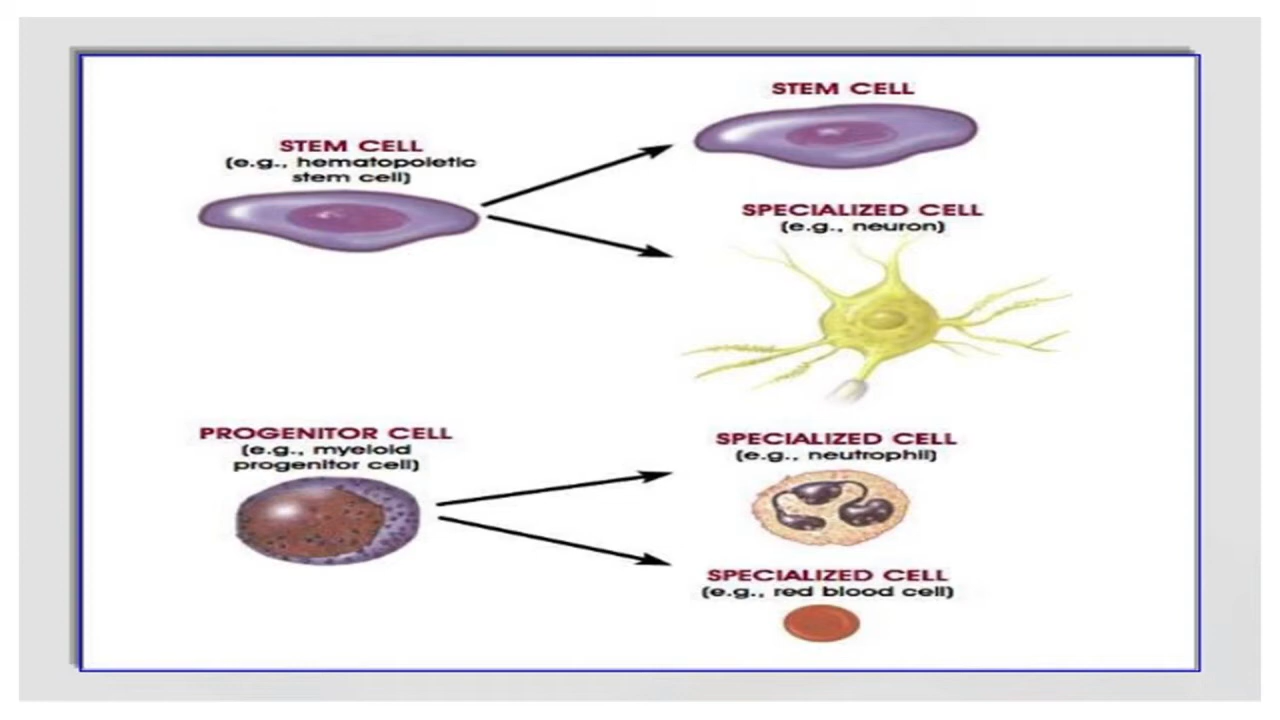 STEM CELL
STEM CELL
(e.g., hematopoietic
stem cell)
SPECIALIZED CELL
(e.g., neuron)
PROGENITOR CELL
(e.g., myeloid
progenitor cell)
SPECIALIZED CELL
(e.g., neutrophil)
SPECIALIZED CELL
(e.g., red blood cell)